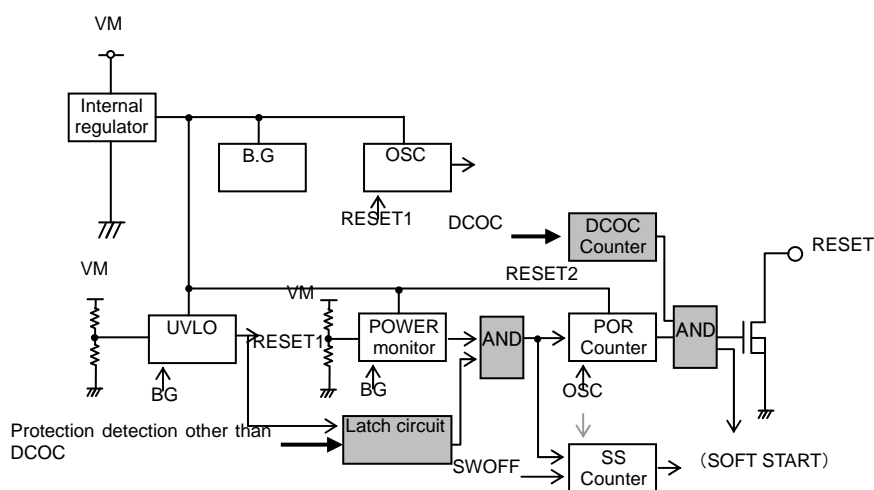 VM
Internal
regulator
B.G
OSC
RESET1
DCOC
DCOC
Counter
RESET
RESET2
VM
VM
UVLO
RESET1
POWER
monitor
AND
POR
Counter
AND
BG
BG
OSC
Protection detection other than
DCOC
Latch circuit
SWOFF
SS
Counter
(SOFT START)